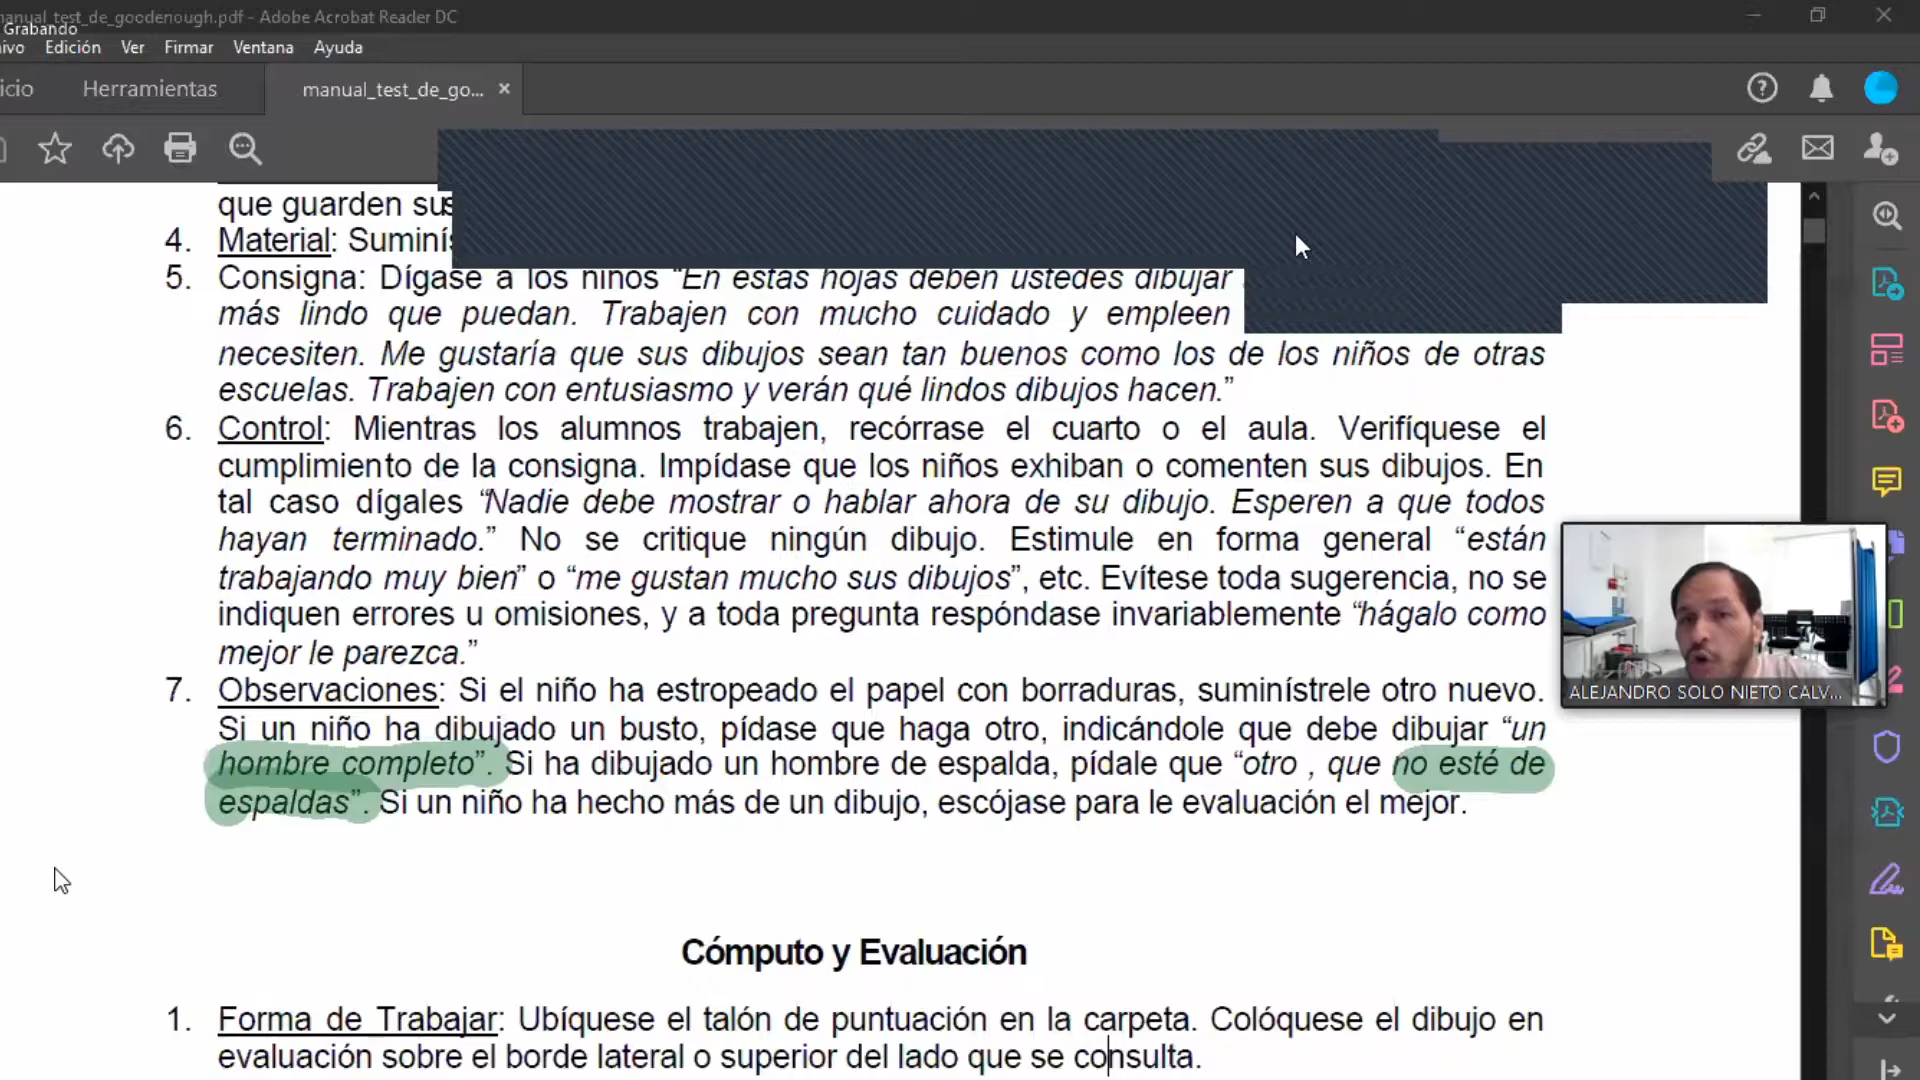 manual_test_de_goodenough.pdf - Adobe Acrobat Reader DC
Grabando
ivo Edición Ver Firmar Ventana Ayuda
icio Herramientas manual_test_de_go... ×
que guarden sus
4. Material: Suminís
5. Consigna: Dígase a los niños “En estas hojas deben ustedes dibujar
más lindo que puedan. Trabajen con mucho cuidado y empleen
necesiten. Me gustaría que sus dibujos sean tan buenos como los de los niños de otras
escuelas. Trabajen con entusiasmo y verán qué lindos dibujos hacen.”
6. Control: Mientras los alumnos trabajen, recórrase el cuarto o el aula. Verifíquese el
cumplimiento de la consigna. Impídase que los niños exhiban o comenten sus dibujos. En
tal caso dígales “Nadie debe mostrar o hablar ahora de su dibujo. Esperen a que todos
hayan terminado.” No se critique ningún dibujo. Estimule en forma general “están
trabajando muy bien” o “me gustan mucho sus dibujos”, etc. Evítese toda sugerencia, no se
indiquen errores u omisiones, y a toda pregunta respóndase invariablemente “hágalo como
mejor le parezca.”
7. Observaciones: Si el niño ha estropeado el papel con borraduras, suminístrele otro nuevo.
Si un niño ha dibujado un busto, pídase que haga otro, indicándole que debe dibujar “un
hombre completo”. Si ha dibujado un hombre de espalda, pídale que “otro , que no esté de
espaldas”. Si un niño ha hecho más de un dibujo, escójase para le evaluación el mejor.
ALEJANDRO SOLO NIETO CALV...
Cómputo y Evaluación
1. Forma de Trabajar: Ubíquese el talón de puntuación en la carpeta. Colóquese el dibujo en
evaluación sobre el borde lateral o superior del lado que se consulta.